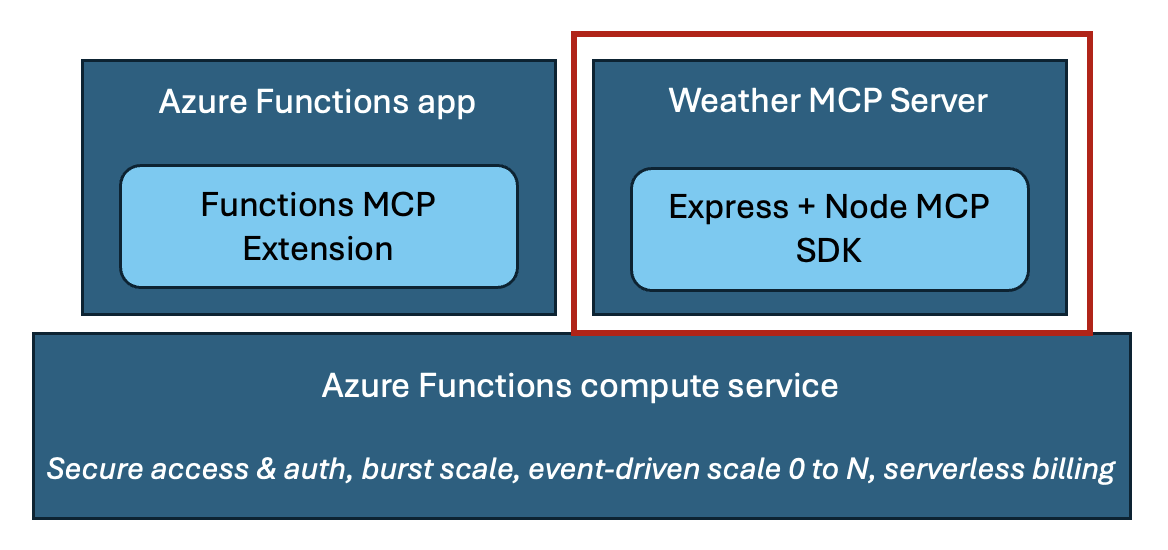 Azure Functions app
Functions MCP
Extension
Weather MCP Server
Express + Node MCP
SDK
Azure Functions compute service
Secure access & auth, burst scale, event-driven scale 0 to N, serverless billing